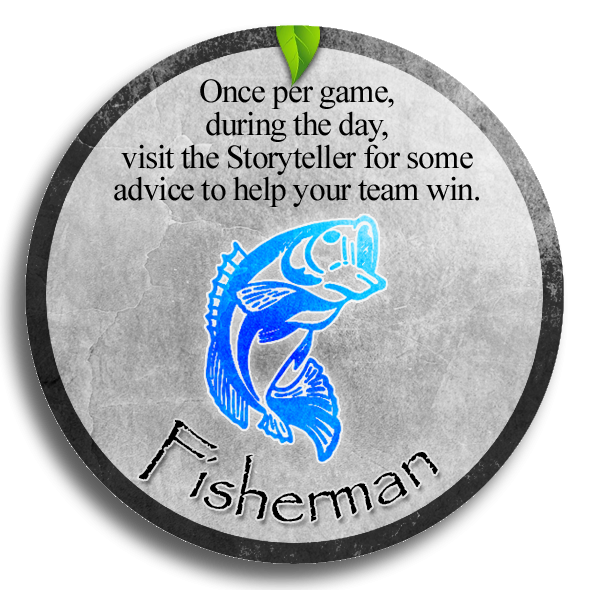 Once per game,
during the day,
visit the Storyteller for some
advice to help your team win.
Fisherman